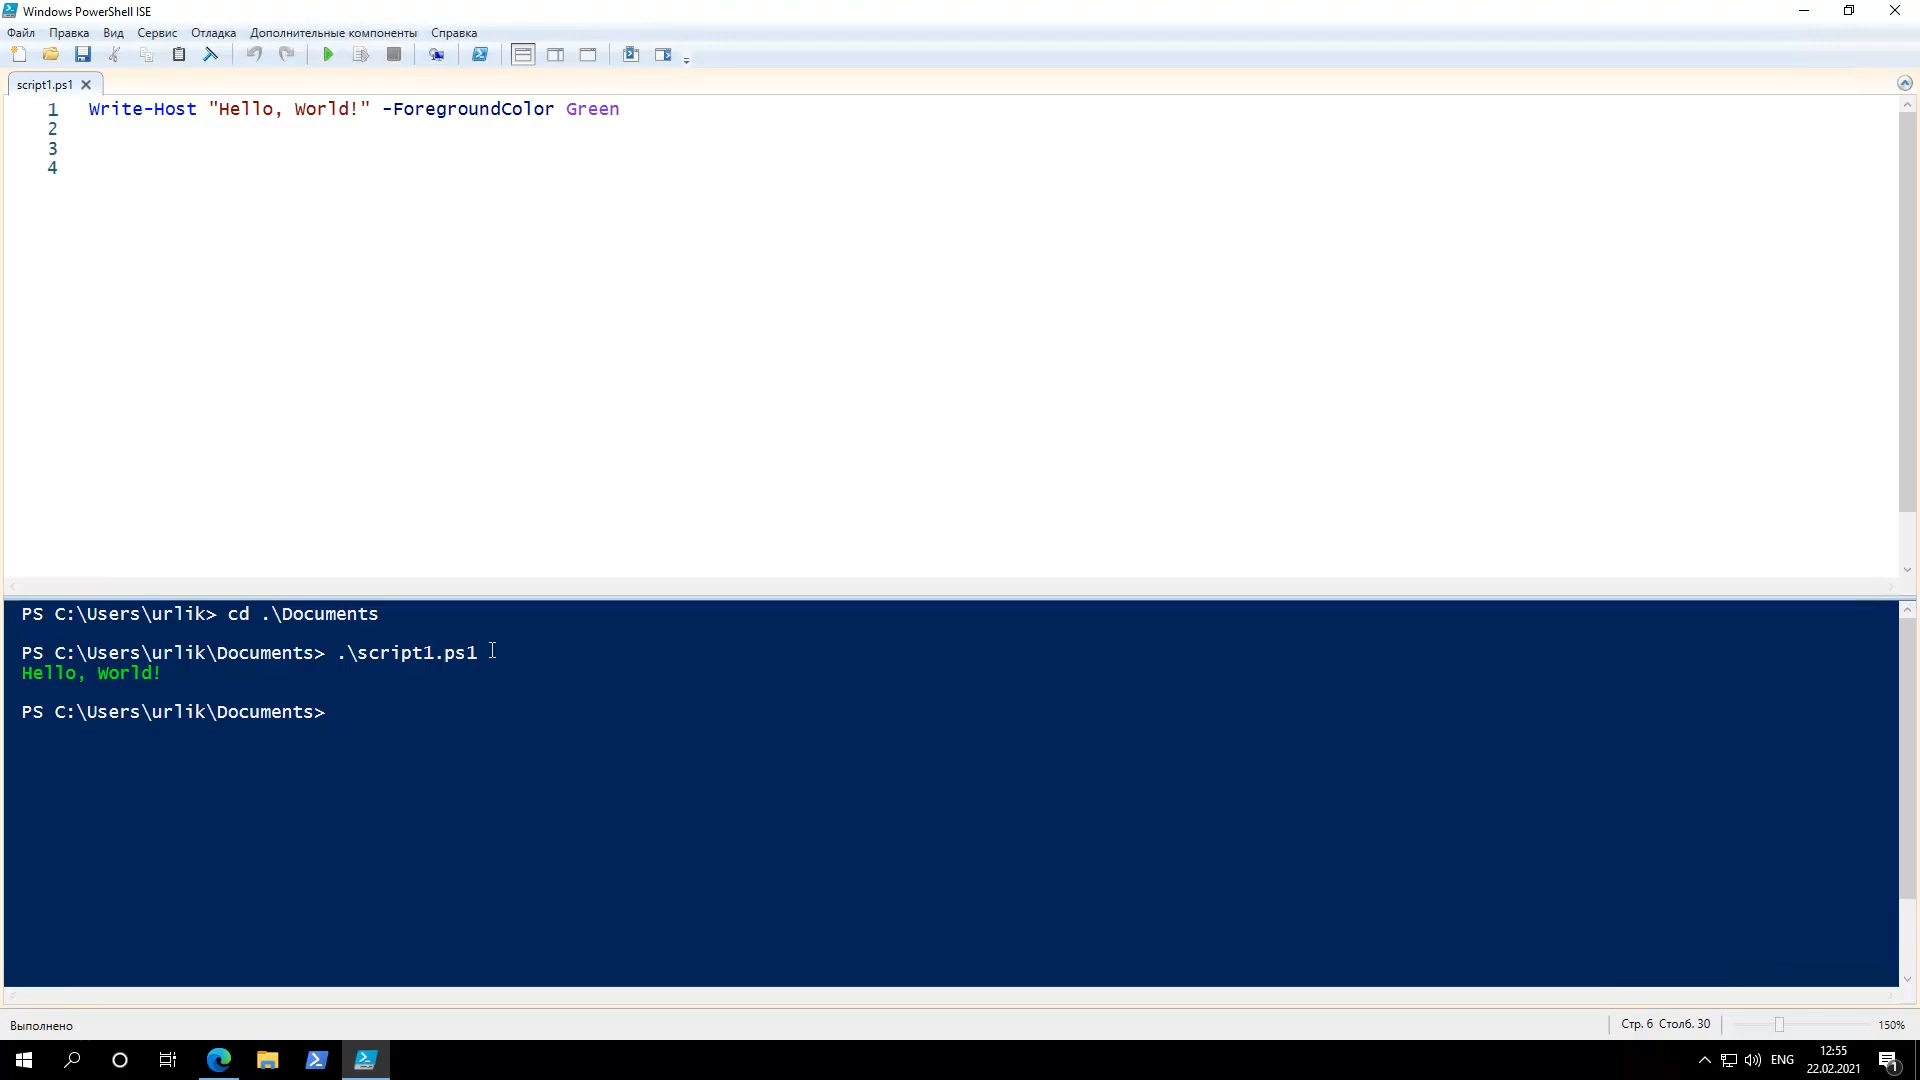 Windows PowerShell ISE
Файл Правка Вид Сервис Отладка Дополнительные компоненты Справка
script1.ps1
1 Write-Host "Hello, World!" -ForegroundColor Green
2
3
4
PS C:\Users\urlik> cd .\Documents
PS C:\Users\urlik\Documents> .\script1.ps1
Hello, World!
PS C:\Users\urlik\Documents>
Выполнено
Стр. 6 Столб. 30
150%
ENG
12:55
22.02.2021
1